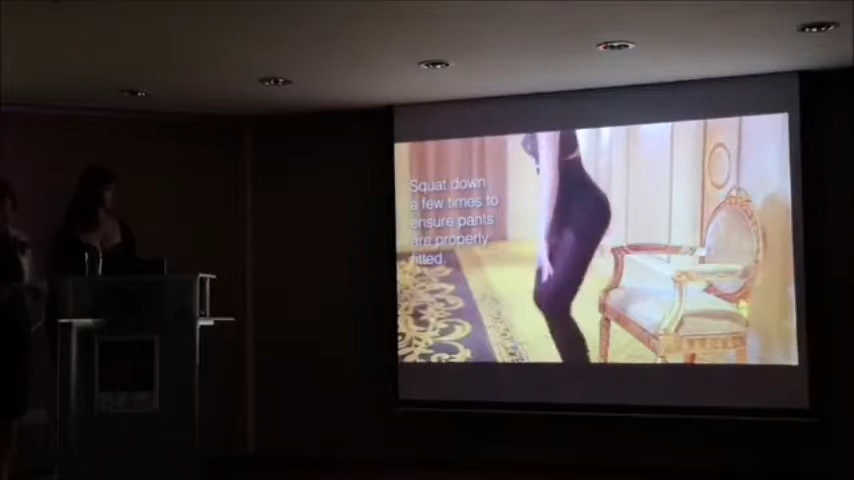 Squat down
a few times to
ensure pants
are properly
fitted.